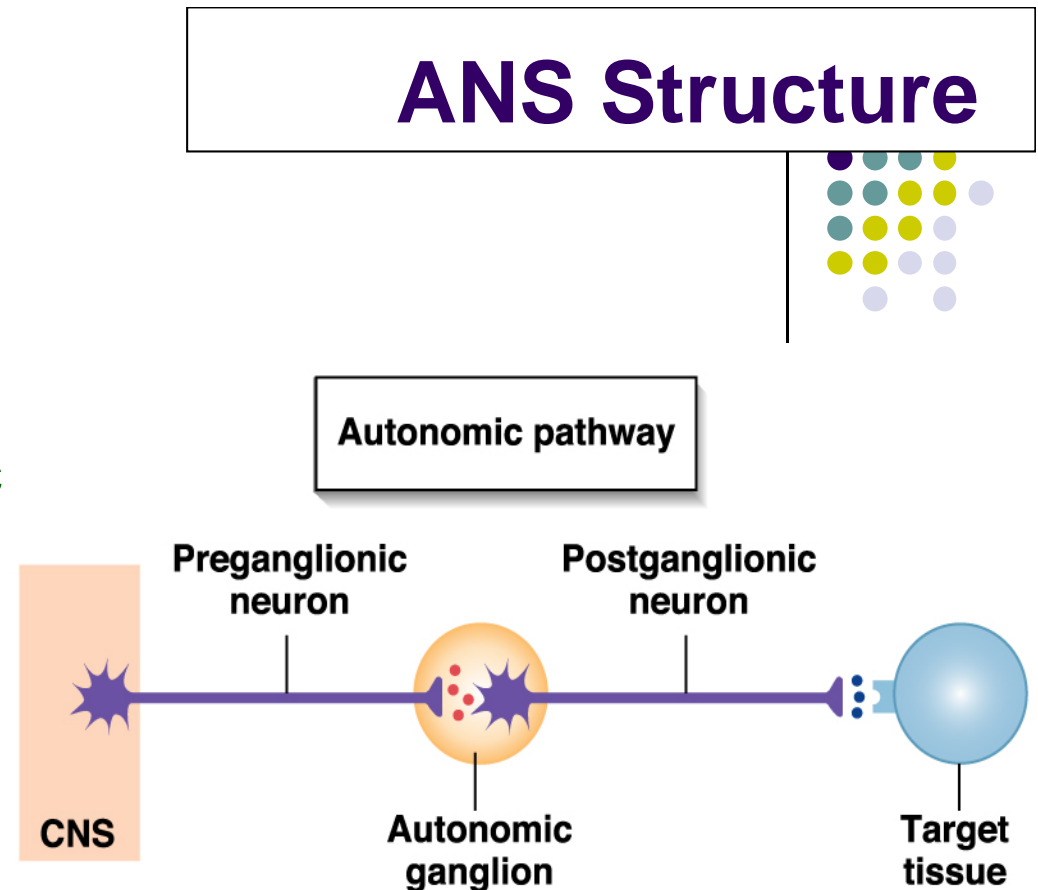 ANS Structure
Autonomic pathway
Preganglionic
neuron
Postganglionic
neuron
CNS
Autonomic
ganglion
Target
tissue